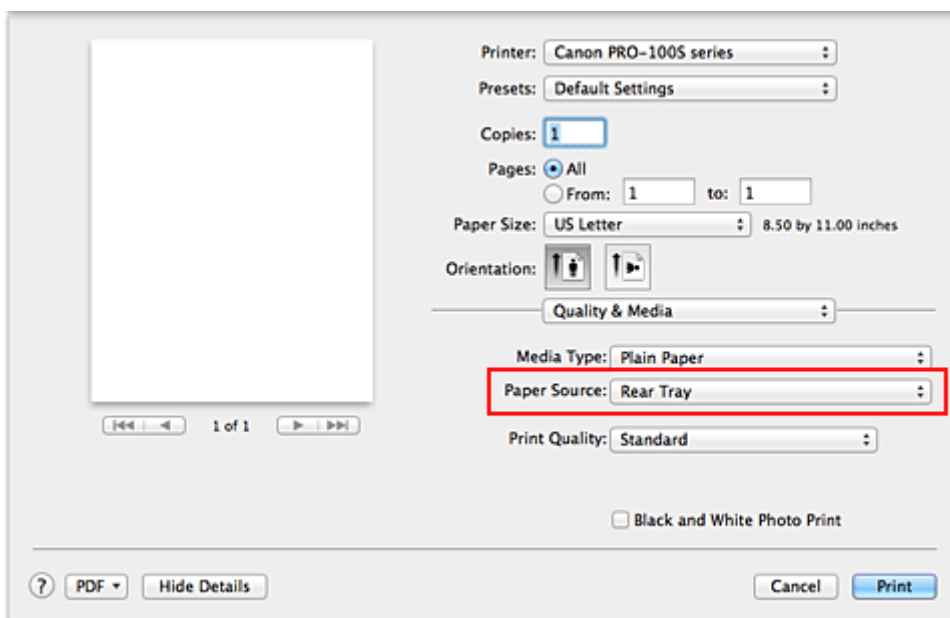 Printer: Canon PRO-100S series
Presets: Default Settings
Copies: 1
Pages: All
From: 1 to: 1
Paper Size: US Letter 8.50 by 11.00 inches
Orientation:
Quality & Media
Media Type: Plain Paper
Paper Source: Rear Tray
1 of 1
Print Quality: Standard
Black and White Photo Print
? PDF Hide Details Cancel Print